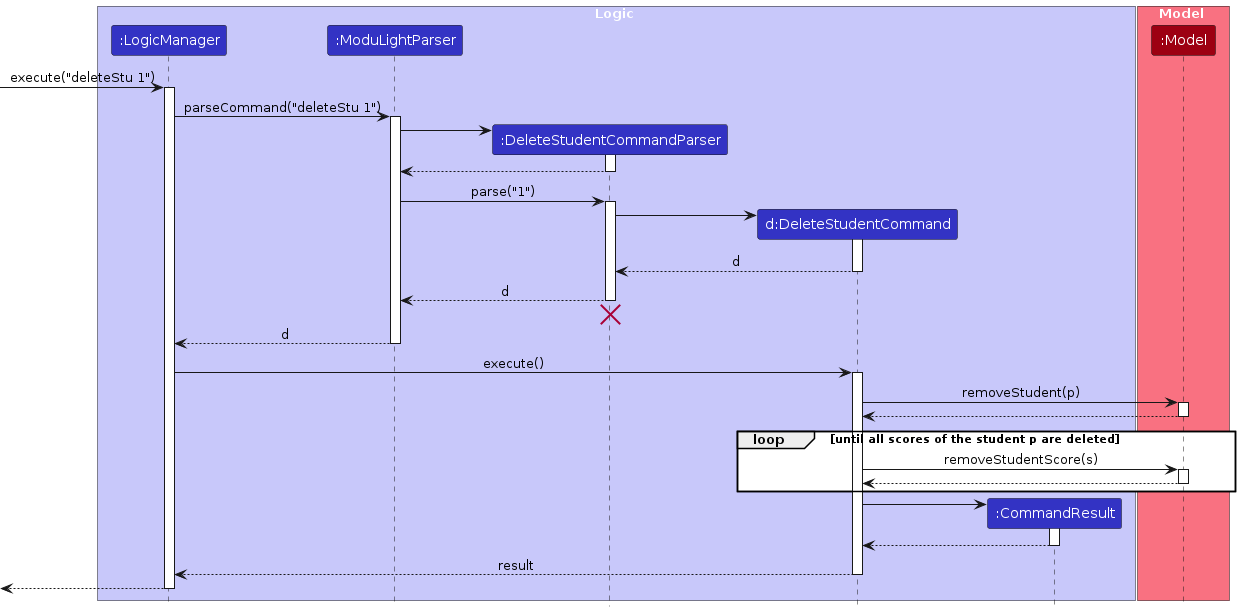 Logic
Model
:LogicManager
:ModuLightParser
:Model
execute("deleteStu 1")
parseCommand("deleteStu 1")
:DeleteStudentCommandParser
parse("1")
d:DeleteStudentCommand
d
d
d
execute()
removeStudent(p)
loop
[until all scores of the student p are deleted]
removeStudentScore(s)
:CommandResult
result